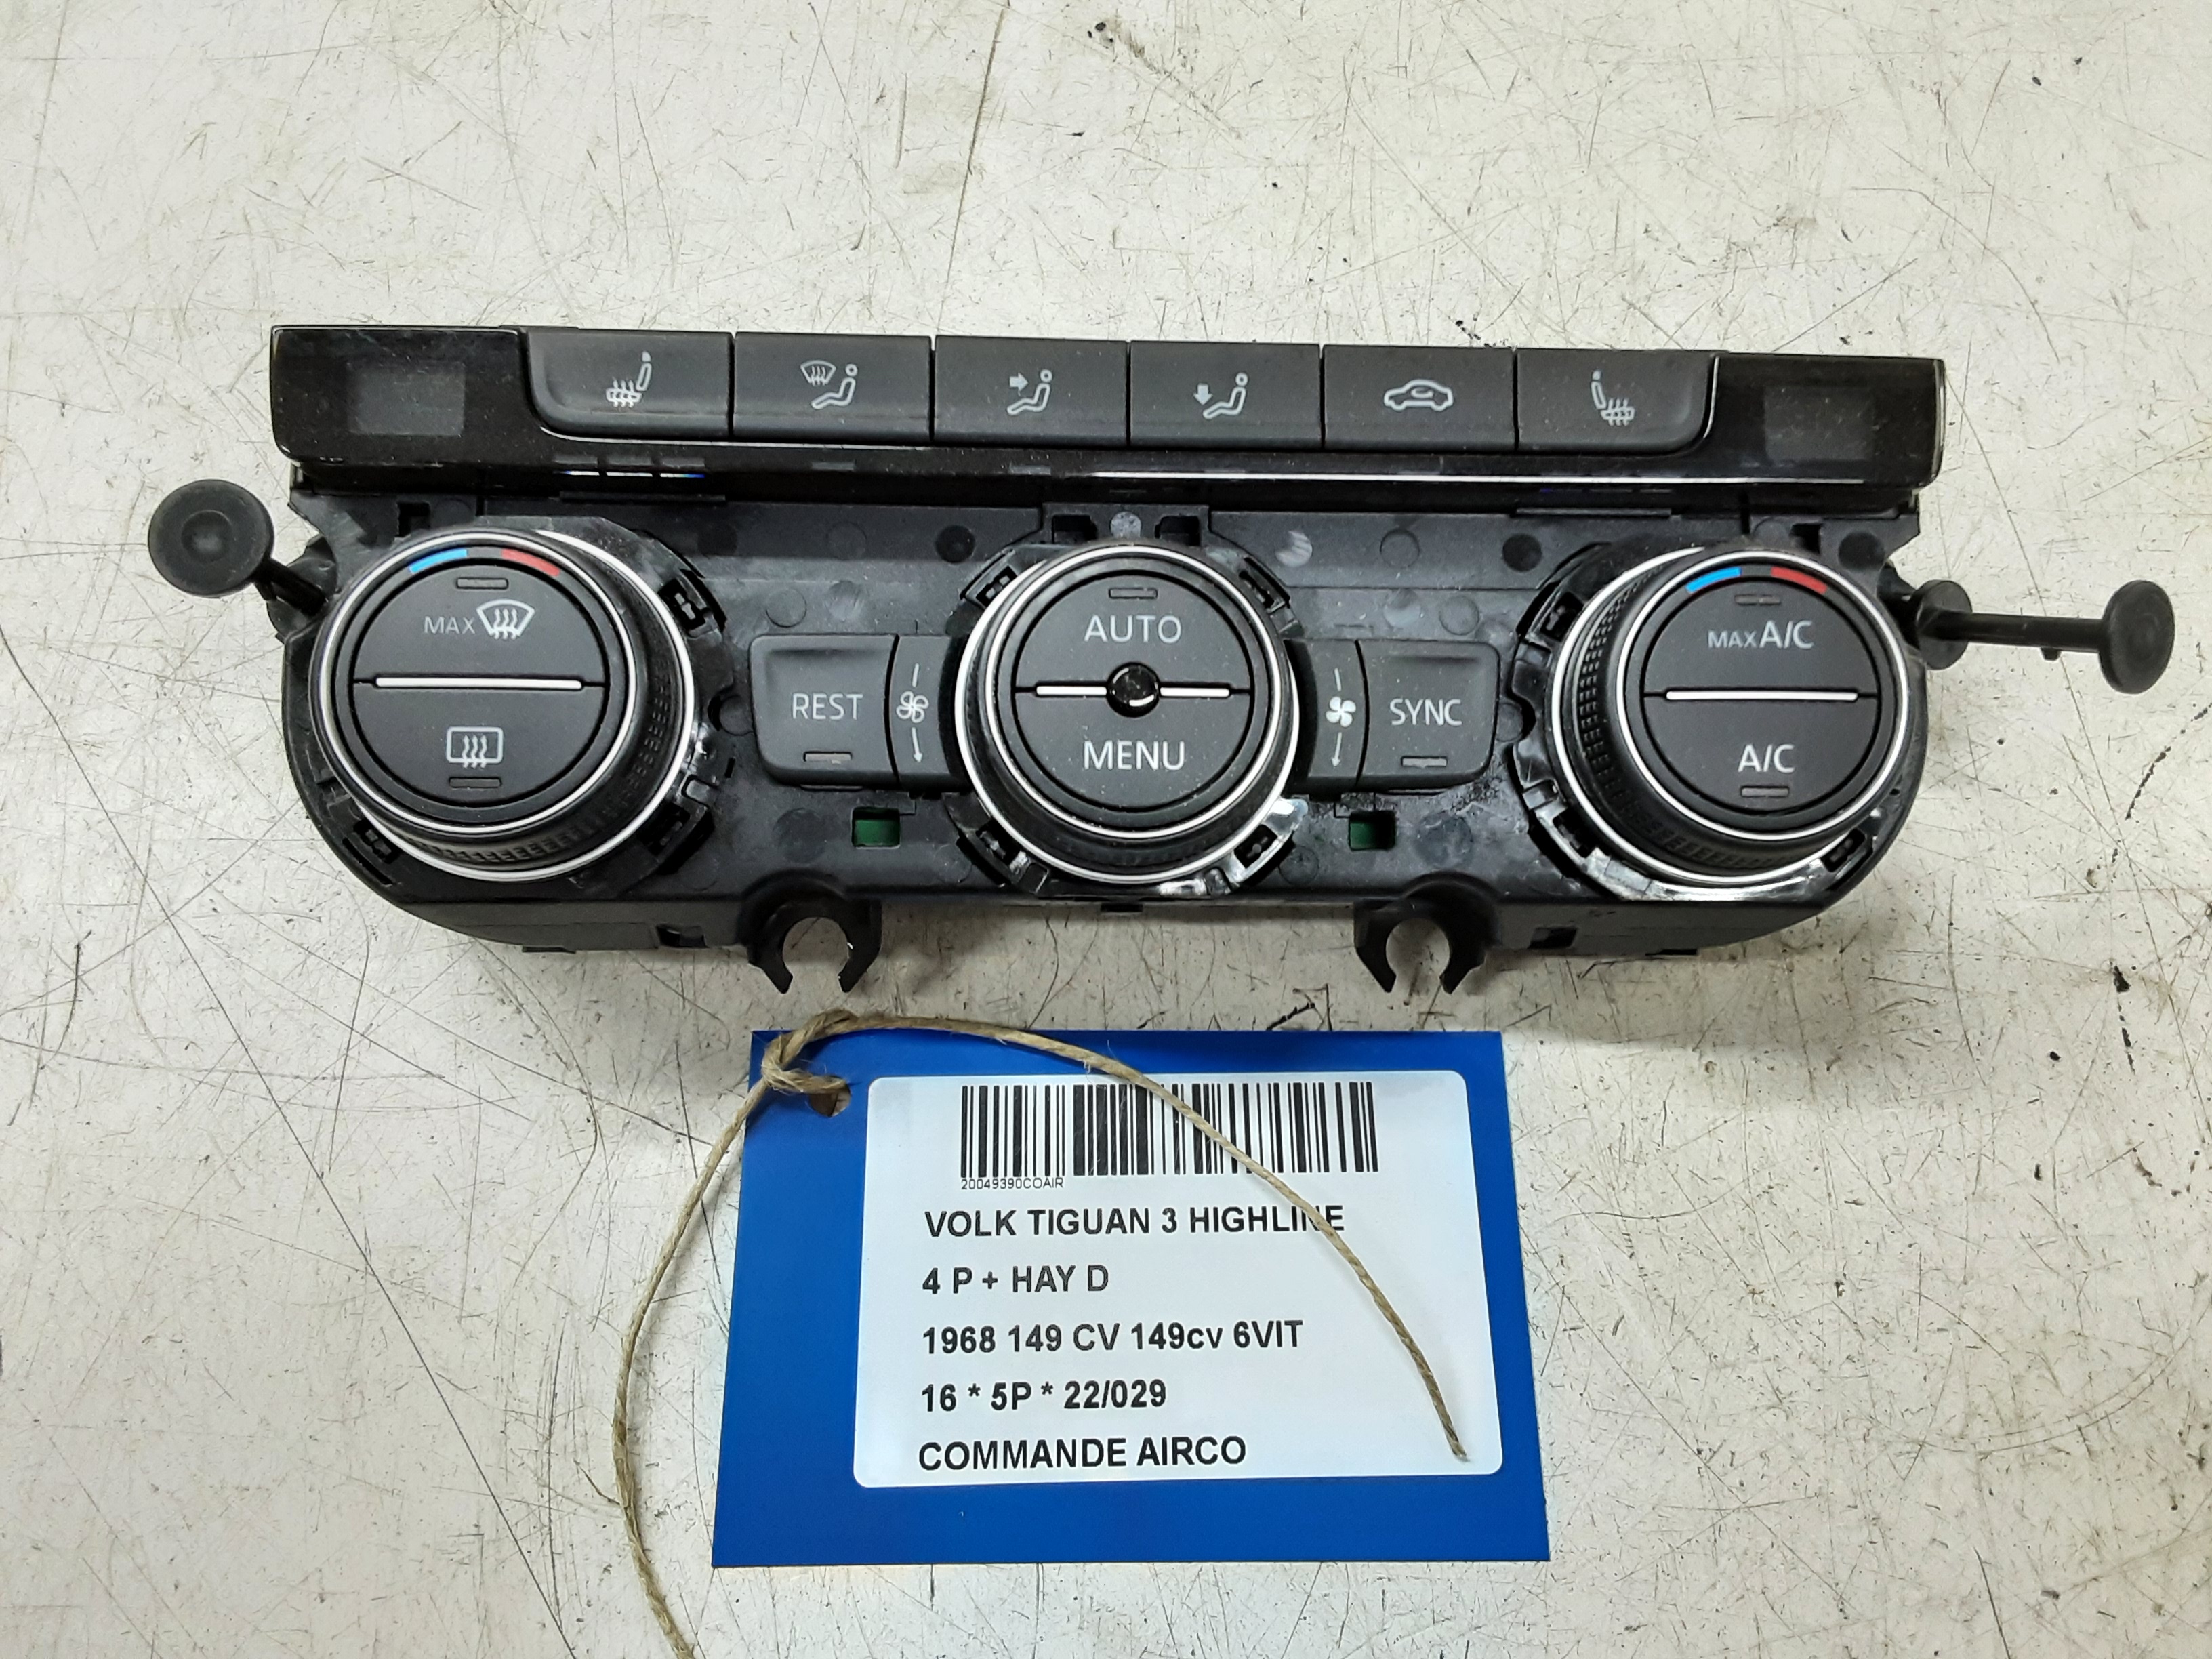 MAX
AUTO
MAX A/C
REST
SYNC
MENU
A/C
20049390COAIR
VOLK TIGUAN 3 HIGHLINE
4 P + HAY D
1968 149 CV 149cv 6VIT
16 * 5P * 22/029
COMMANDE AIRCO